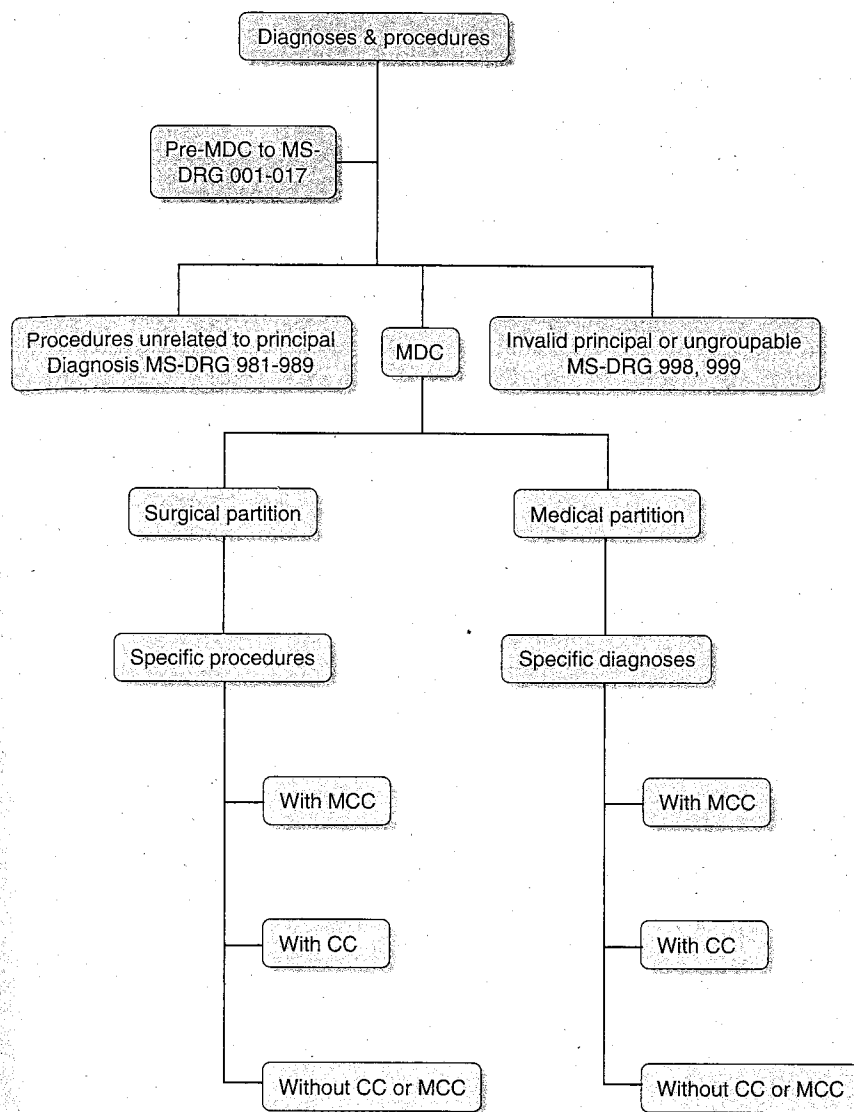 Diagnoses & procedures
Pre-MDC to MS-
DRG 001-017
Procedures unrelated to principal
Diagnosis MS-DRG 981-989
MDC
Invalid principal or ungroupable
MS-DRG 998, 999
Surgical partition
Medical partition
Specific procedures
Specific diagnoses
With MCC
With MCC
With CC
With CC
Without CC or MCC
Without CC or MCC